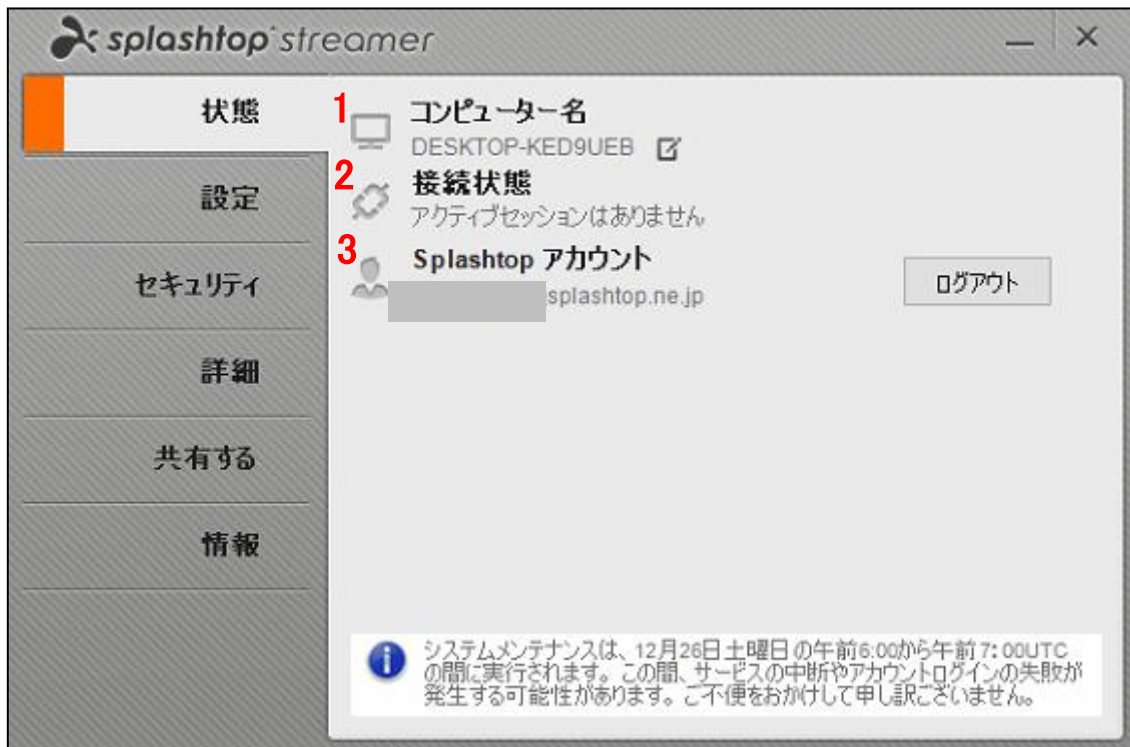 splashtop streamer
状態
設定
セキュリティ
詳細
共有する
情報
1 コンピューター名
DESKTOP-KED9UEB
2 接続状態
アクティブセッションはありません
3 Splashtop アカウント
splashtop.ne.jp
ログアウト
システムメンテナンスは、12月26日土曜日の午前6:00から午前7:00UTC
の間に実行されます。この間、サービスの中断やアカウントログインの失敗が
発生する可能性があります。ご不便をおかけして申し訳ございません。